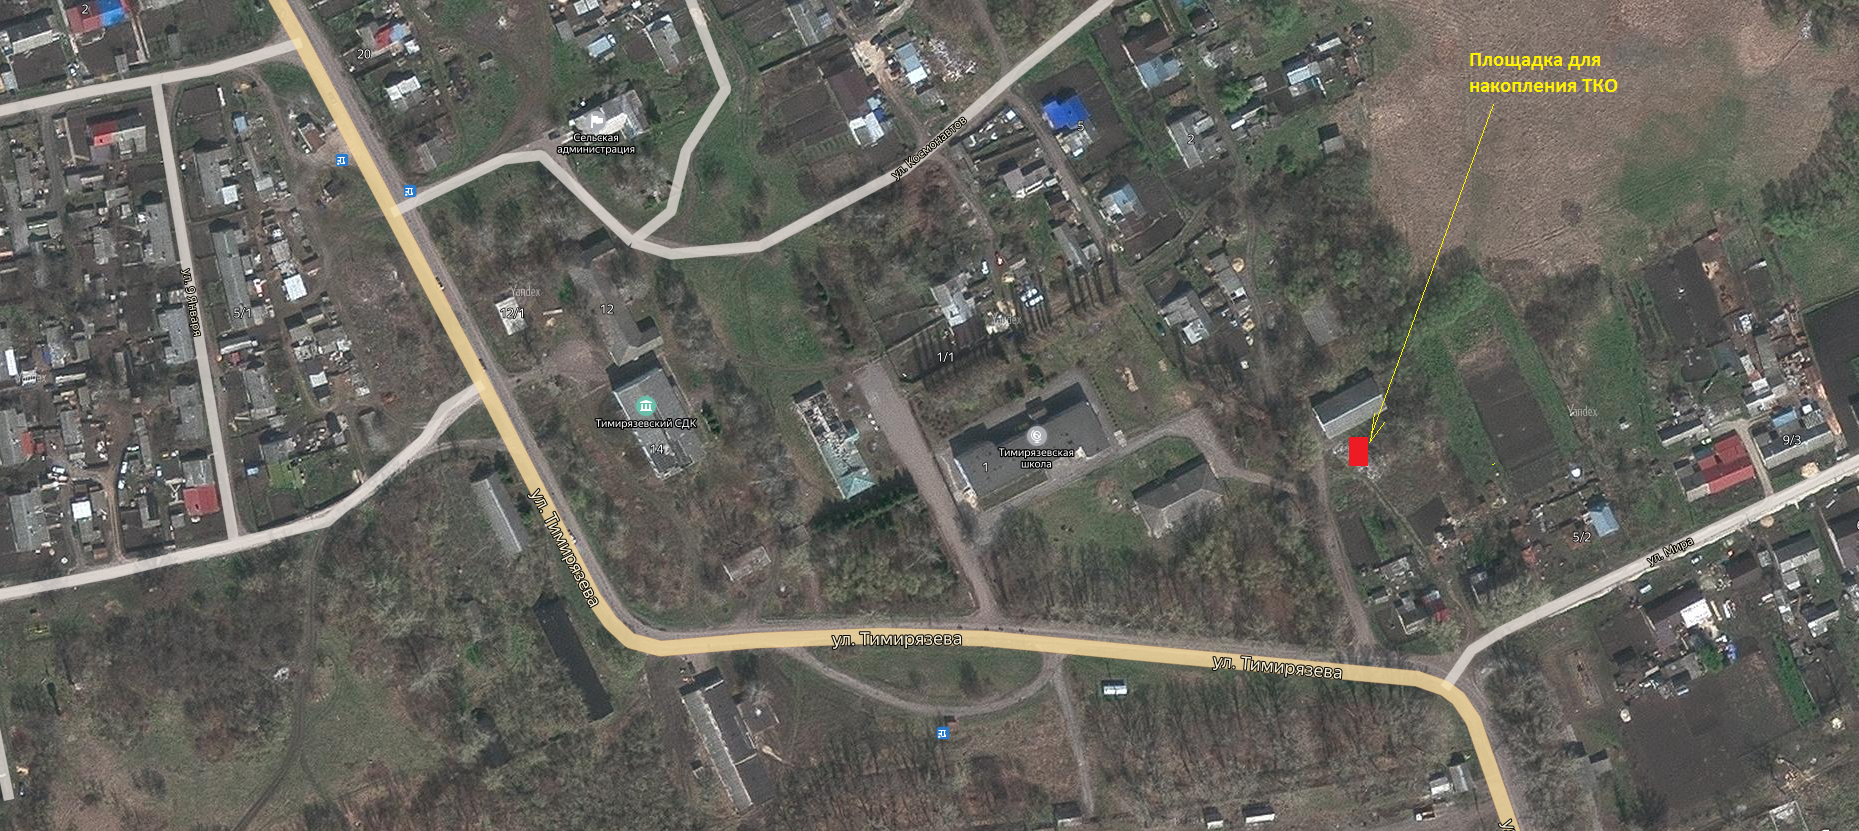 2
20
Площадка для
накопления ТКО
Сельская
администрация
ул. Космонавтов
5
2
ул. 9 Января
5/1
Yandex
12/1
12
Yandex
1/1
Тимирязевский СДК
14
Тимирязевская
школа
1
Yandex
9/3
5/2
ул. Мира
ул. Тимирязева
ул. Тимирязева
ул. Тимирязева